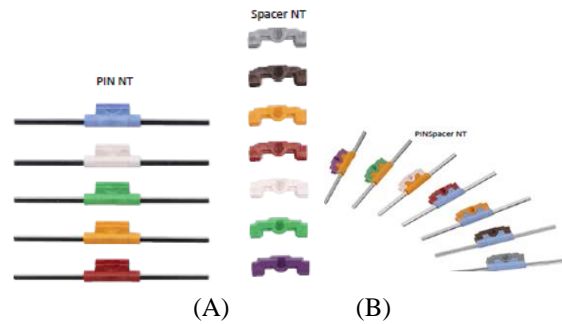 Spacer NT
PIN NT
PINSpacer NT
(A)
(B)